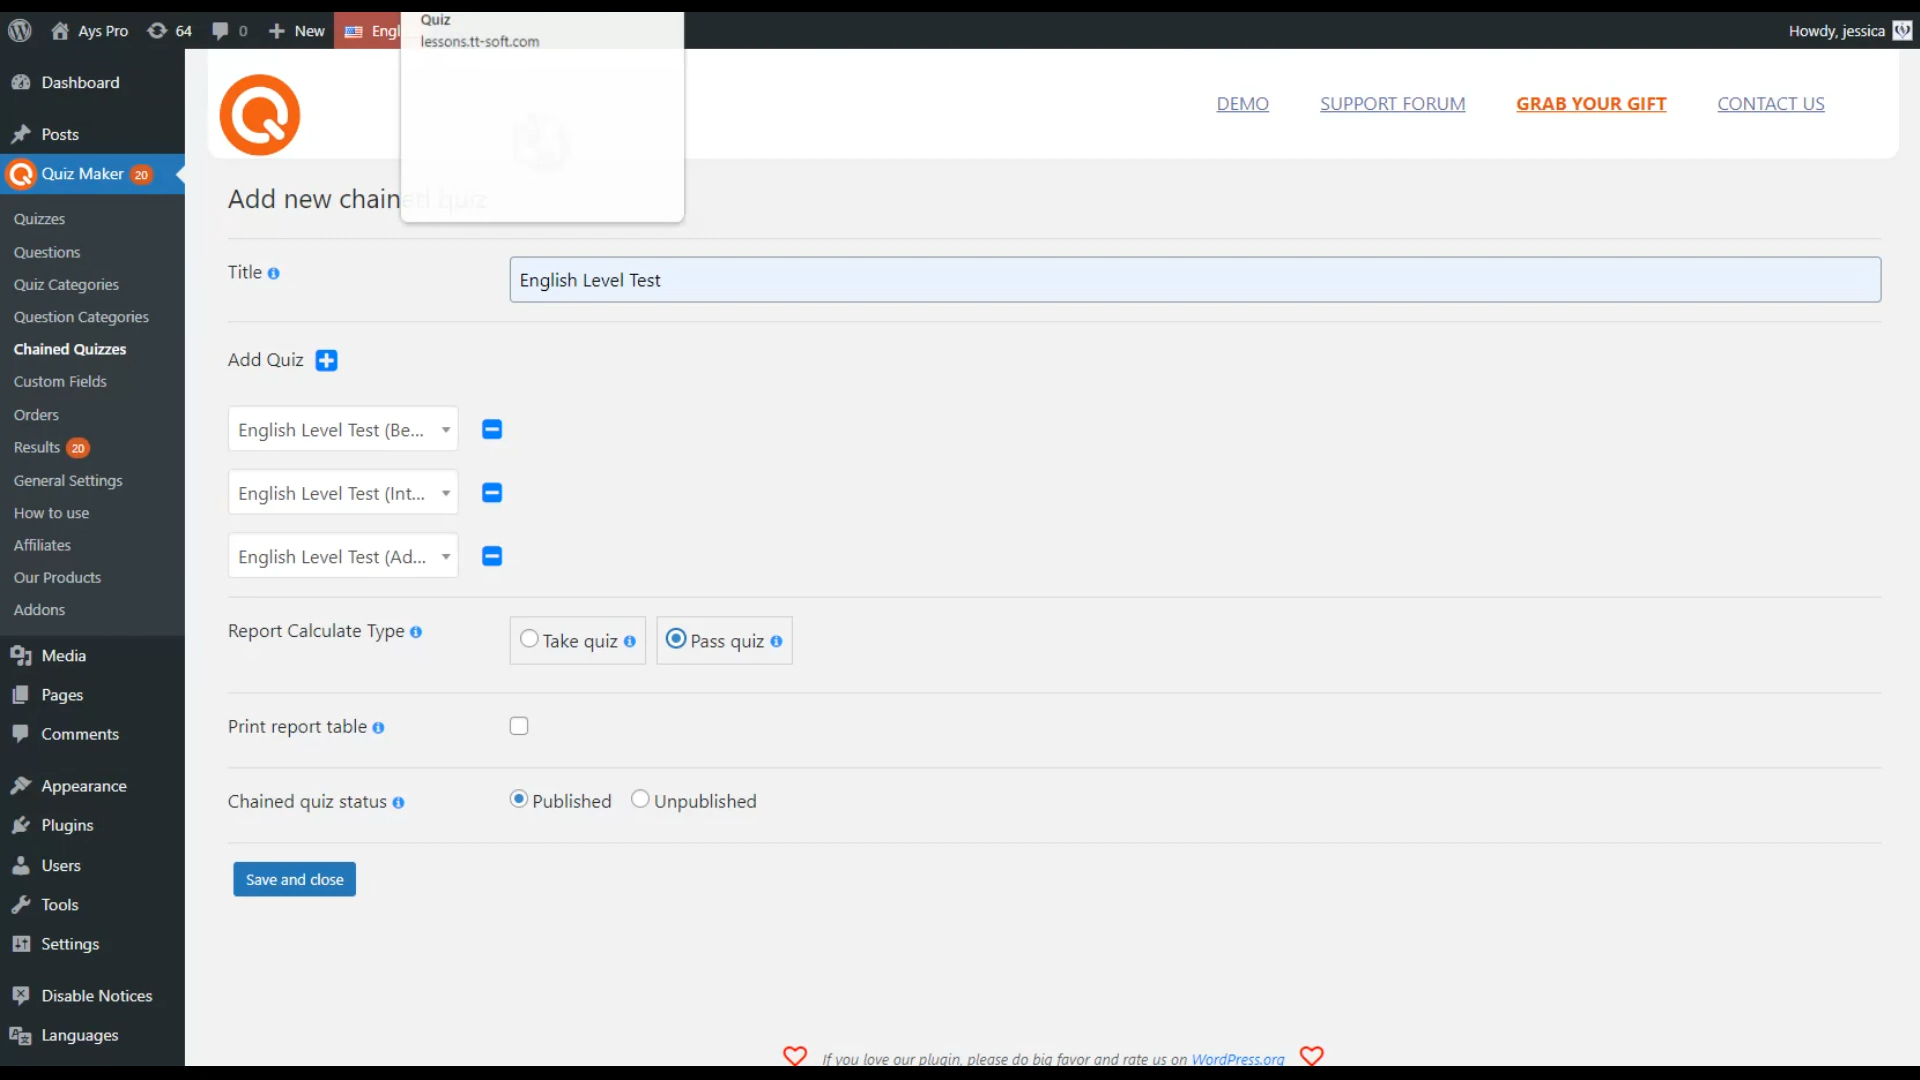 Quiz
lessons.tt-soft.com
Ays Pro
64
0
New
Engl
Howdy, jessica
Dashboard
Posts
Quiz Maker 20
Quizzes
Questions
Quiz Categories
Question Categories
Chained Quizzes
Custom Fields
Orders
Results 20
General Settings
How to use
Affiliates
Our Products
Addons
Media
Pages
Comments
Appearance
Plugins
Users
Tools
Settings
Disable Notices
Languages
DEMO
SUPPORT FORUM
GRAB YOUR GIFT
CONTACT US
Add new chained quiz
Title
English Level Test
Add Quiz
English Level Test (Be...
English Level Test (Int...
English Level Test (Ad...
Report Calculate Type
Take quiz
Pass quiz
Print report table
Chained quiz status
Published
Unpublished
Save and close
If you love our plugin, please do big favor and rate us on WordPress.org